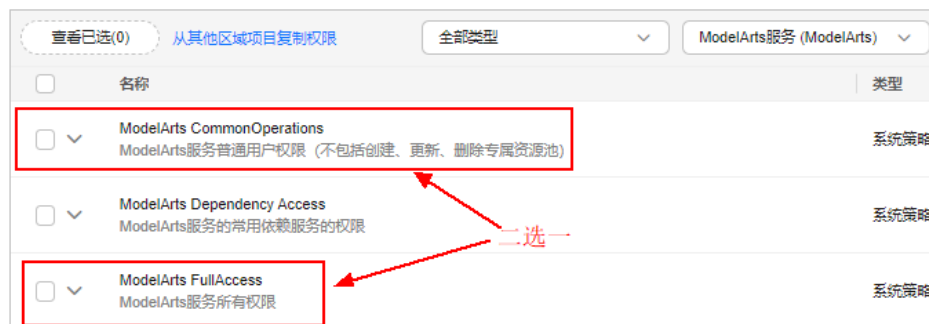 查看已选(0) 从其他区域项目复制权限 全部类型 ModelArts服务 (ModelArts)
名称 类型
ModelArts CommonOperations
ModelArts服务普通用户权限（不包括创建、更新、删除专属资源池） 系统策略
ModelArts Dependency Access
ModelArts服务的常用依赖服务的权限 系统策略
二选一
ModelArts FullAccess
ModelArts服务所有权限 系统策略